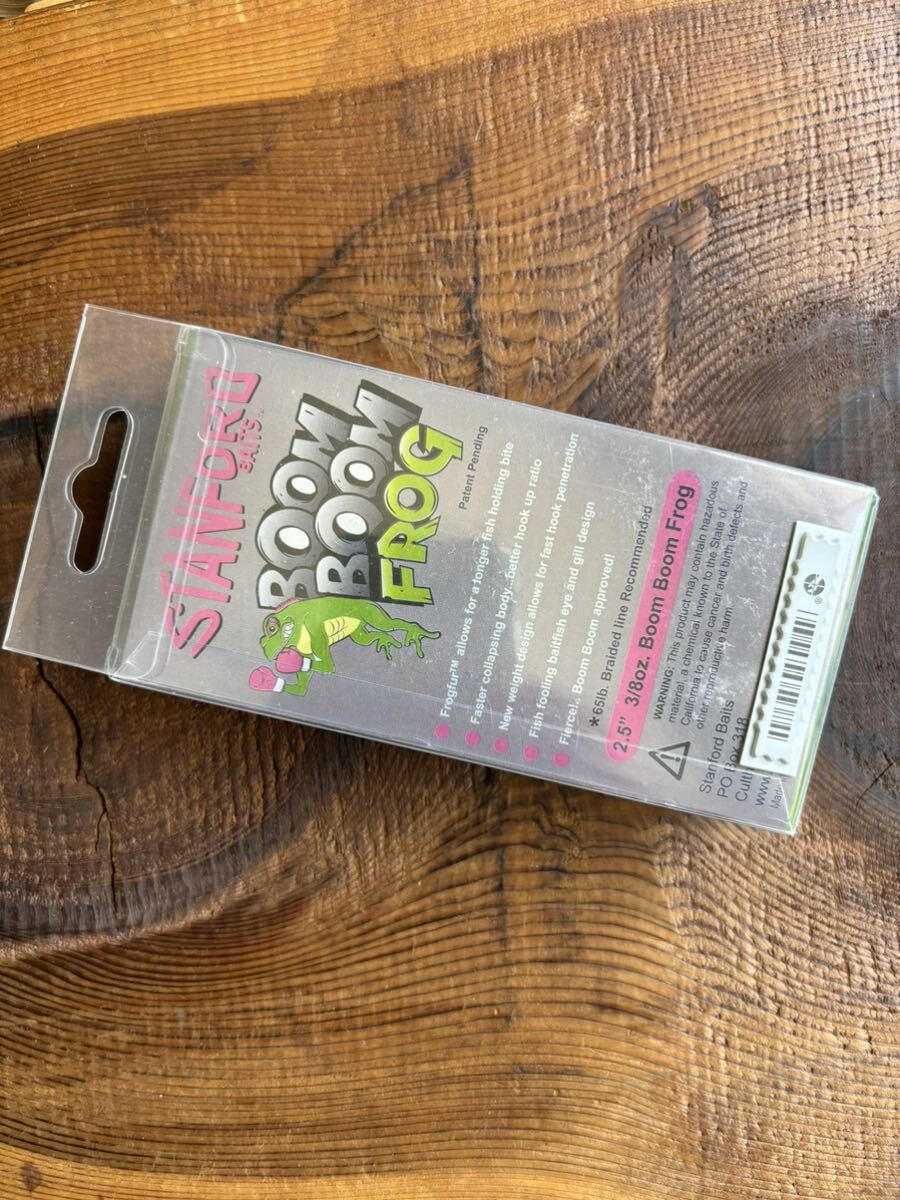 STANFORD
BAITS
BOOM
BOOM
FROG
Patent Pending
Frogfur™ allows for a longer fish holding bite
Faster collapsing body...better hook up ratio
New weight design allows for fast hook penetration
Fish fooling baitfish eye and gill design
Fierce!.. Boom Boom approved!
*65lb. Braided line Recommended
2.5" 3/8oz. Boom Boom Frog
WARNING: This product may contain hazadous
material, a chemical known to the State of
California to cause cancer and birth defects and
other reproductive harm.
Stanford Baits
PO Box 318
www